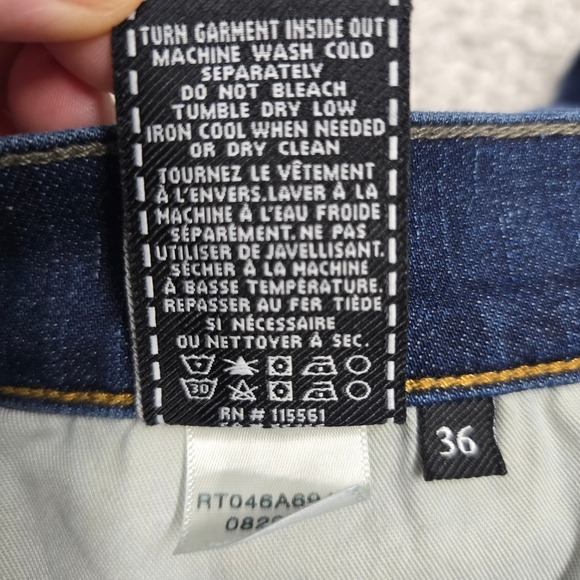 TURN GARMENT INSIDE OUT
MACHINE WASH COLD
SEPARATELY
DO NOT BLEACH
TUMBLE DRY LOW
IRON COOL WHEN NEEDED
OR DRY CLEAN
TOURNEZ LE VÊTEMENT
À L'ENVERS.LAVER À LA
MACHINE À L'EAU FROIDE
SÉPARÉMENT.NE PAS
UTILISER DE JAVELLISANT.
SÉCHER À LA MACHINE
À BASSE TEMPÉRATURE.
REPASSER AU FER TIÈDE
SI NÉCESSAIRE
OU NETTOYER À SEC.
30
RN # 115561
36
RT046A69
082